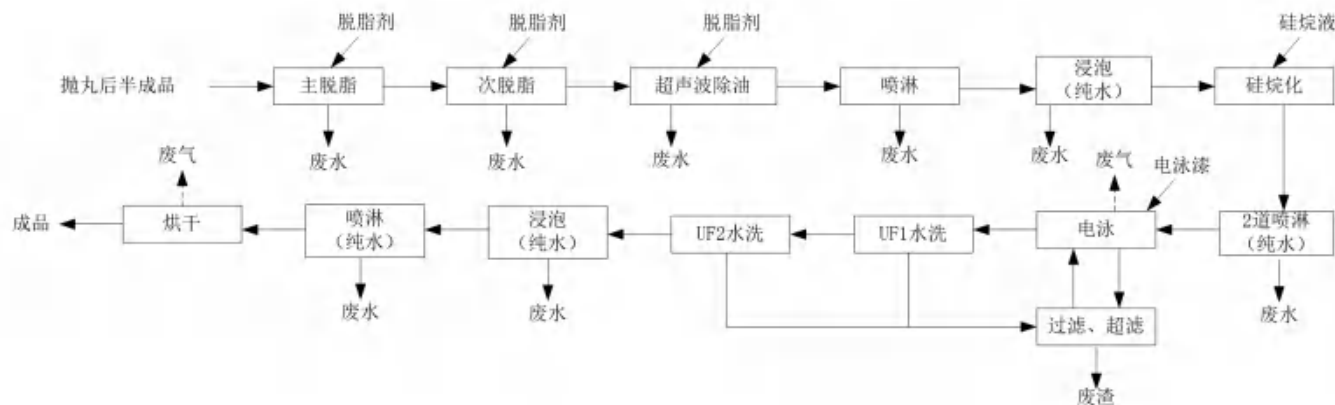 脱脂剂
脱脂剂
脱脂剂
硅烷液
抛丸后半成品
主脱脂
次脱脂
超声波除油
喷淋
浸泡
(纯水)
硅烷化
废水
废水
废水
废水
废水
废气
废气
电泳漆
成品
烘干
喷淋
(纯水)
浸泡
(纯水)
UF2水洗
UF1水洗
电泳
2道喷淋
(纯水)
废水
废水
过滤、超滤
废水
废渣